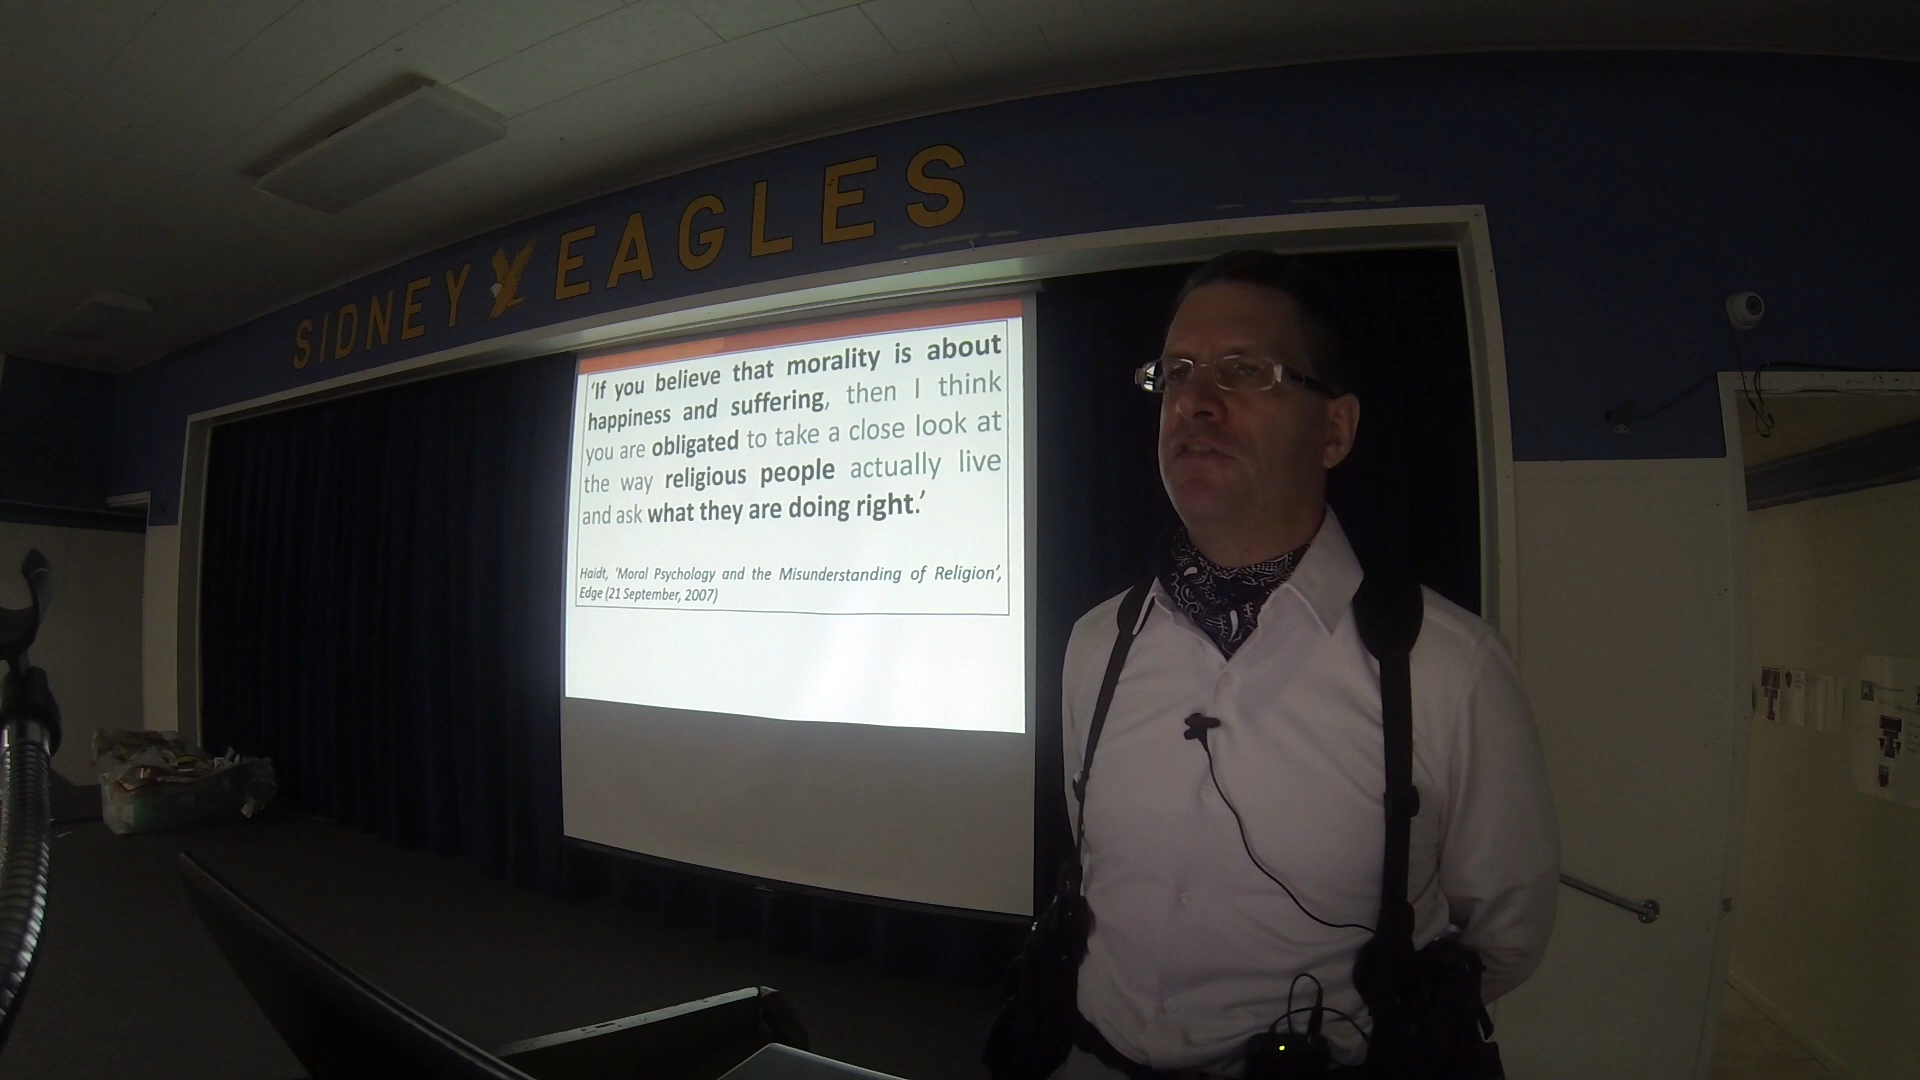 SIDNEY EAGLES
‘If you believe that morality is about
happiness and suffering, then I think
you are obligated to take a close look at
the way religious people actually live
and ask what they are doing right.’
Haidt, ‘Moral Psychology and the Misunderstanding of Religion’,
Edge (21 September, 2007)